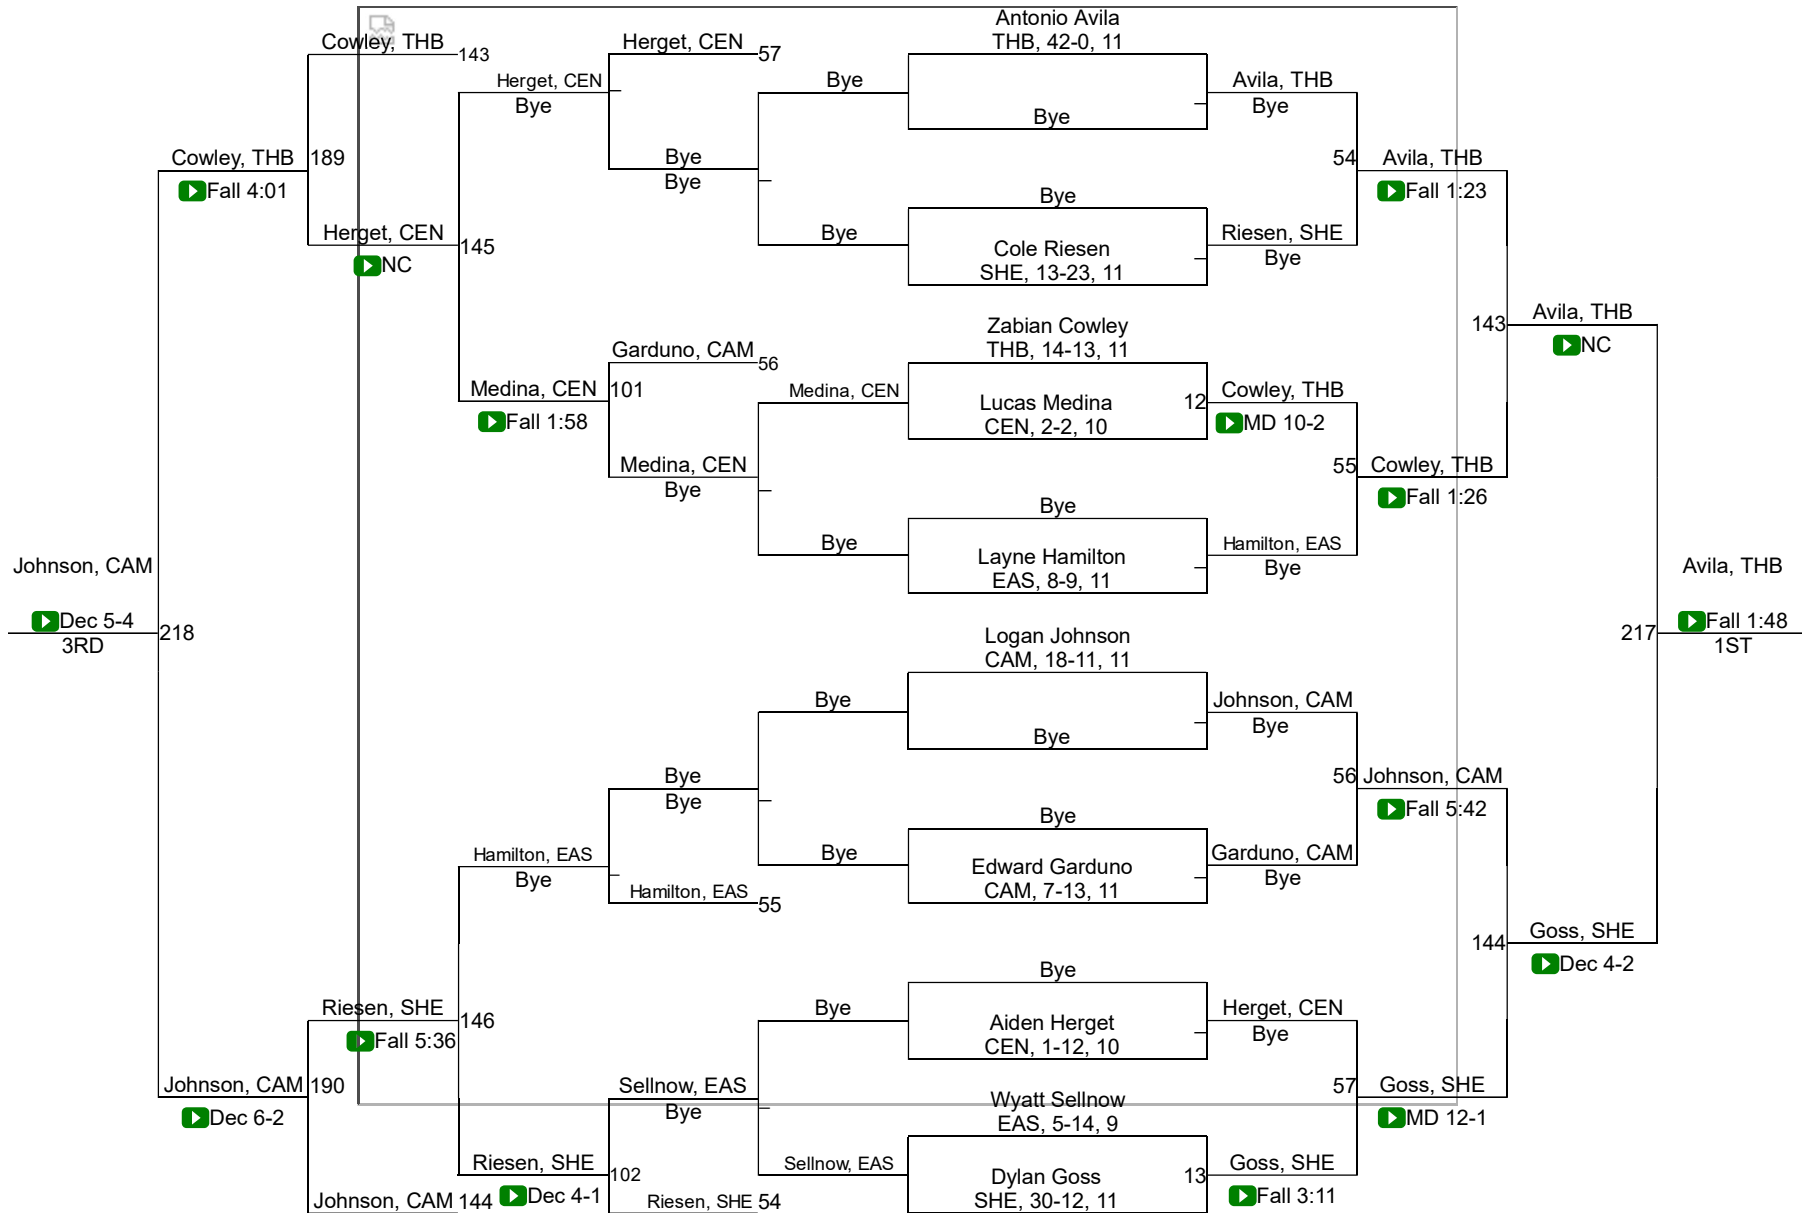 Antonio Avila
THB, 42-0, 11
Cowley, THB
143
Herget, CEN
57
Herget, CEN
Bye
Bye
Avila, THB
Bye
Bye
Cowley, THB
189
Fall 4:01
Bye
Bye
54
Avila, THB
Fall 1:23
Bye
Herget, CEN
NC
145
Bye
Cole Riesen
SHE, 13-23, 11
Riesen, SHE
Bye
Zabian Cowley
THB, 14-13, 11
143
Avila, THB
NC
Garduno, CAM
56
Medina, CEN
101
Fall 1:58
Medina, CEN
Lucas Medina
CEN, 2-2, 10
12
Cowley, THB
MD 10-2
Medina, CEN
Bye
55
Cowley, THB
Fall 1:26
Bye
Bye
Layne Hamilton
EAS, 8-9, 11
Hamilton, EAS
Bye
Johnson, CAM
Dec 5-4
3RD
218
Avila, THB
217
Fall 1:48
1ST
Logan Johnson
CAM, 18-11, 11
Bye
Bye
Johnson, CAM
Bye
Bye
Bye
56
Johnson, CAM
Fall 5:42
Bye
Hamilton, EAS
Bye
Bye
Edward Garduno
CAM, 7-13, 11
Garduno, CAM
Bye
Hamilton, EAS
55
144
Goss, SHE
Dec 4-2
Bye
Riesen, SHE
146
Fall 5:36
Bye
Aiden Herget
CEN, 1-12, 10
Herget, CEN
Bye
Johnson, CAM
190
Dec 6-2
Sellnow, EAS
Bye
Wyatt Sellnow
EAS, 5-14, 9
57
Goss, SHE
MD 12-1
Riesen, SHE
102
Dec 4-1
Sellnow, EAS
Dylan Goss
SHE, 30-12, 11
13
Goss, SHE
Fall 3:11
Johnson, CAM
144
Riesen, SHE
54